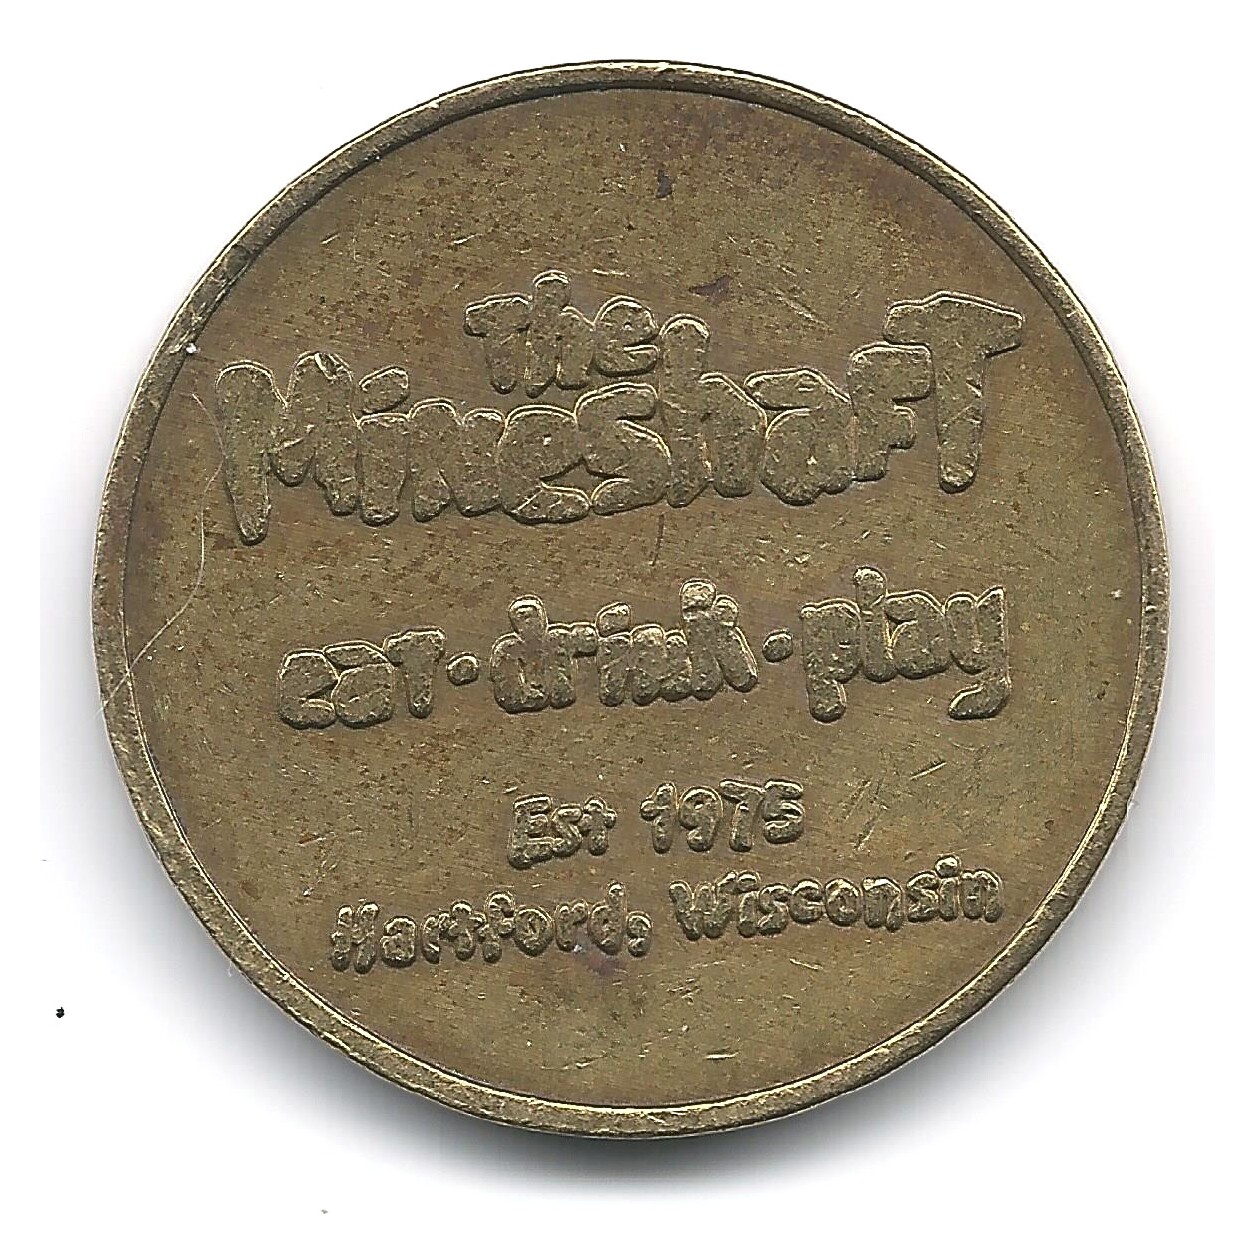 The
MineshafT
eat·drink·play
Est 1975
Hartford, Wisconsin